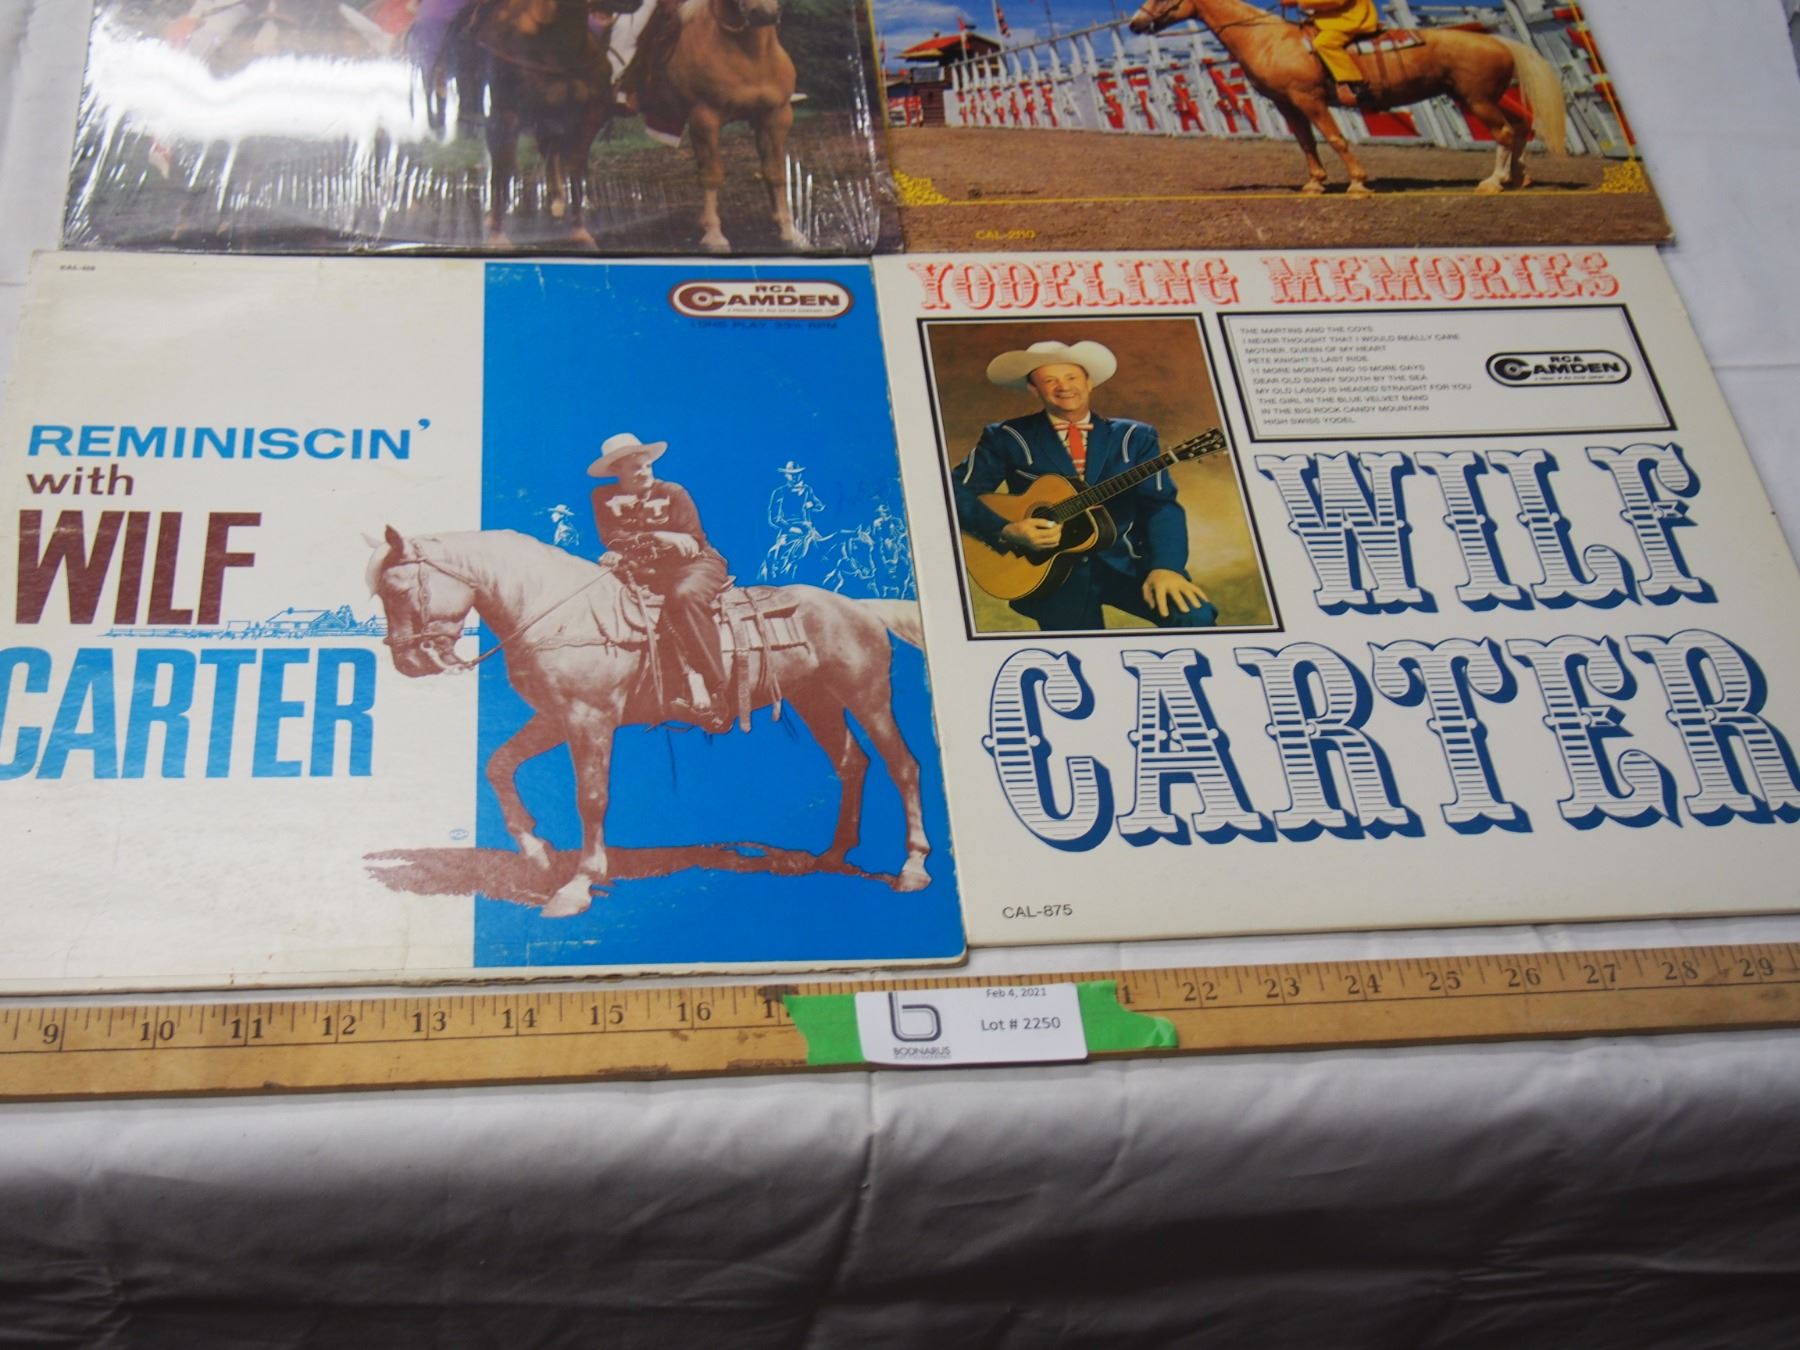 CAL-2110
REMINISCIN'
with
WILF
CARTER
RCA
CAMDEN
LONG PLAY 33⅓ RPM
YODELING MEMORIES
THE MARTINS AND THE COYS
I NEVER THOUGHT THAT I WOULD REALLY CARE
MOTHER, QUEEN OF MY HEART
PETE KNIGHT'S LAST RIDE
11 MORE MONTHS AND 10 MORE DAYS
DEAR OLD SUNNY SOUTH BY THE SEA
MY OLD LASSO IS HEADED STRAIGHT FOR YOU
THE GIRL IN THE BLUE VELVET BAND
IN THE BIG ROCK CANDY MOUNTAIN
HIGH SWISS YODEL
RCA
CAMDEN
WILF
CARTER
CAL-875
9 10 11 12 13 14 15 16 17 22 23 24 25 26 27 28 29
Feb 4, 2021
Lot # 2250
BODNARUS